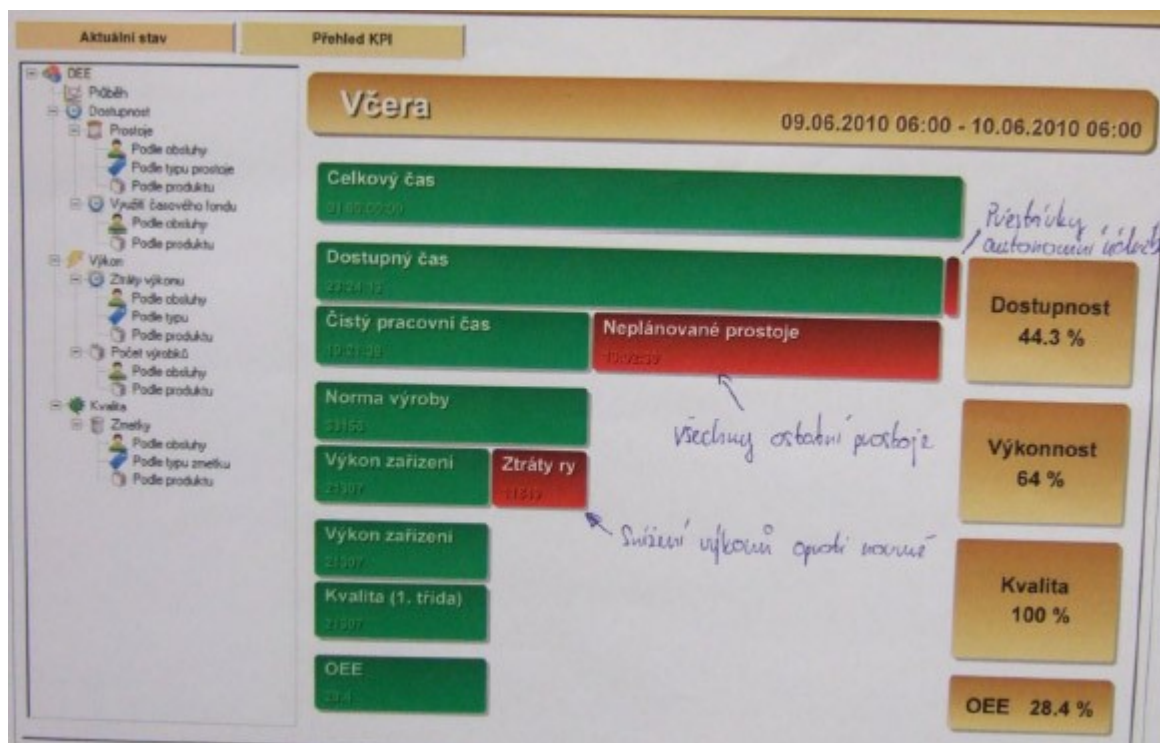 Aktuální stav
Přehled KPI
OEE
Průběh
Dostupnost
Prostoje
Podle obsluhy
Podle typu prostoje
Podle produktu
Využití časového fondu
Podle obsluhy
Podle produktu
Výkon
Ztráty výkonu
Podle obsluhy
Podle typu
Podle produktu
Počet výrobků
Podle obsluhy
Podle produktu
Kvalita
Zmetky
Podle obsluhy
Podle typu zmetku
Podle produktu
Včera
09.06.2010 06:00 - 10.06.2010 06:00
Celkový čas
Dostupný čas
Čistý pracovní čas
Neplánované prostoje
Norma výroby
Výkon zařízení
21307
Ztráty ry
Výkon zařízení
21307
Kvalita (1. třída)
21307
OEE
autonomní
všechny ostatní prostoje
Snížení výkonů oproti normě
Dostupnost
44.3 %
Výkonnost
64 %
Kvalita
100 %
OEE 28.4 %